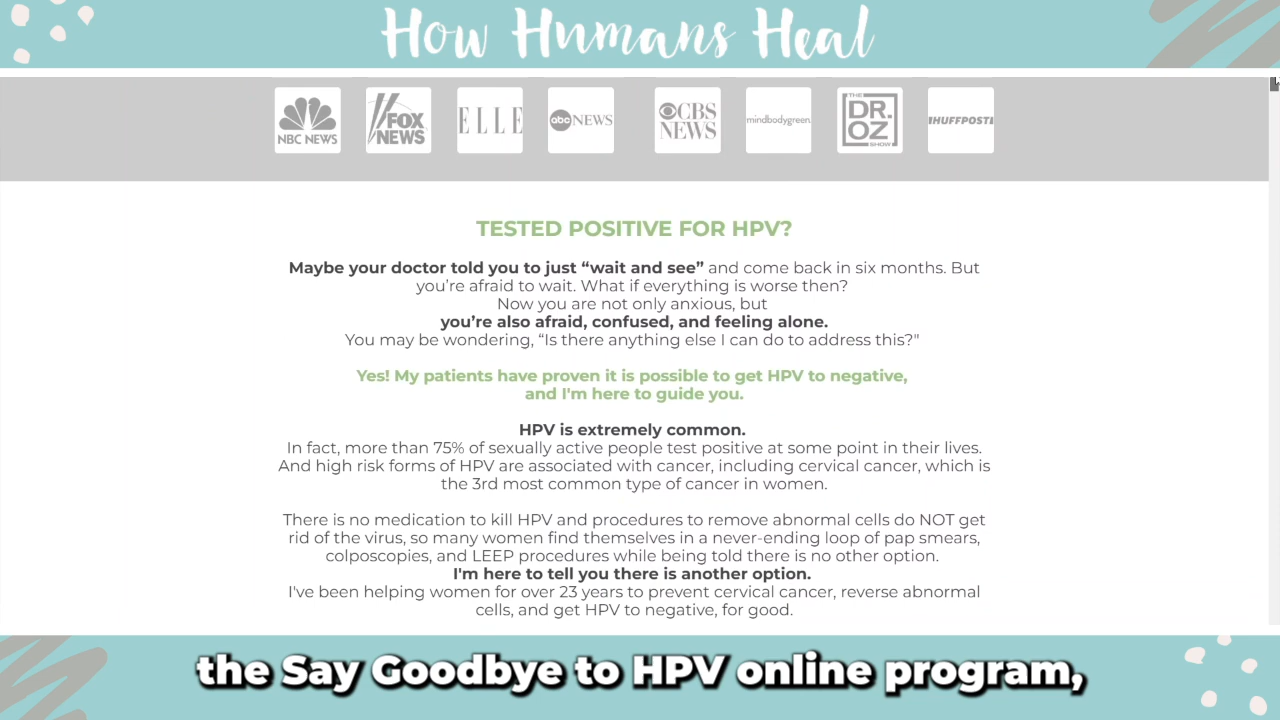 How Humans Heal
NBC NEWS
FOX NEWS
ELLE
abc NEWS
CBS NEWS
mindbodygreen
THE DR. OZ SHOW
HUFFPOST
TESTED POSITIVE FOR HPV?
Maybe your doctor told you to just “wait and see” and come back in six months. But
you’re afraid to wait. What if everything is worse then?
Now you are not only anxious, but
you’re also afraid, confused, and feeling alone.
You may be wondering, “Is there anything else I can do to address this?"
Yes! My patients have proven it is possible to get HPV to negative,
and I'm here to guide you.
HPV is extremely common.
In fact, more than 75% of sexually active people test positive at some point in their lives.
And high risk forms of HPV are associated with cancer, including cervical cancer, which is
the 3rd most common type of cancer in women.
There is no medication to kill HPV and procedures to remove abnormal cells do NOT get
rid of the virus, so many women find themselves in a never-ending loop of pap smears,
colposcopies, and LEEP procedures while being told there is no other option.
I'm here to tell you there is another option.
I've been helping women for over 23 years to prevent cervical cancer, reverse abnormal
cells, and get HPV to negative, for good.
the Say Goodbye to HPV online program,